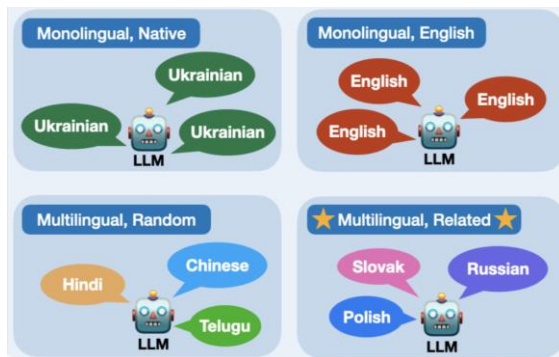 Monolingual, Native
Ukrainian
Ukrainian
Ukrainian
LLM
Monolingual, English
English
English
English
LLM
Multilingual, Random
Chinese
Hindi
Telugu
LLM
Multilingual, Related
Slovak
Russian
Polish
LLM